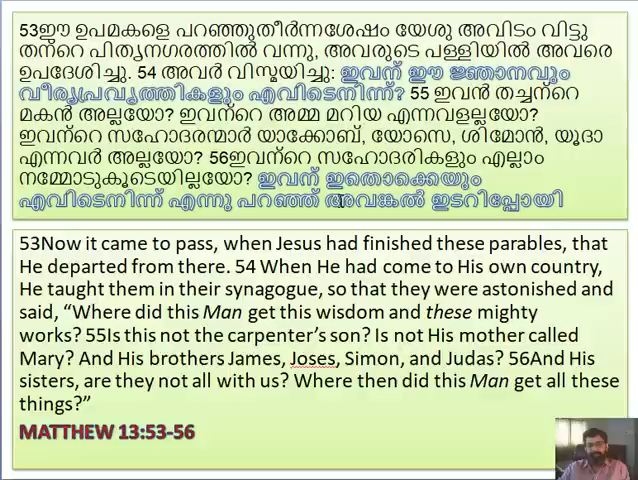 53ഈ ഉപമകളെ പറഞ്ഞുതീർന്നശേഷം യേശു അവിടം വിട്ടു
തന്റെ പിതൃനഗരത്തിൽ വന്നു, അവരുടെ പള്ളിയിൽ അവരെ
ഉപദേശിച്ചു. 54 അവർ വിസ്മയിച്ചു: ഇവന് ഈ ജ്ഞാനവും
വീര്യപ്രവൃത്തികളും എവിടെനിന്ന്? 55 ഇവൻ തച്ചന്റെ
മകൻ അല്ലയോ? ഇവന്റെ അമ്മ മറിയ എന്നവളല്ലയോ?
ഇവന്റെ സഹോദരന്മാർ യാക്കോബ്, യോസെ, ശിമോൻ, യൂദാ
എന്നവർ അല്ലയോ? 56ഇവന്റെ സഹോദരികളും എല്ലാം
നമ്മോടുകൂടെയില്ലയോ? ഇവന് ഇതൊക്കെയും
എവിടെനിന്ന് എന്നു പറഞ്ഞ് അവങ്കൽ ഇടറിപ്പോയി
53Now it came to pass, when Jesus had finished these parables, that
He departed from there. 54 When He had come to His own country,
He taught them in their synagogue, so that they were astonished and
said, “Where did this Man get this wisdom and these mighty
works? 55Is this not the carpenter’s son? Is not His mother called
Mary? And His brothers James, Joses, Simon, and Judas? 56And His
sisters, are they not all with us? Where then did this Man get all these
things?”
MATTHEW 13:53-56